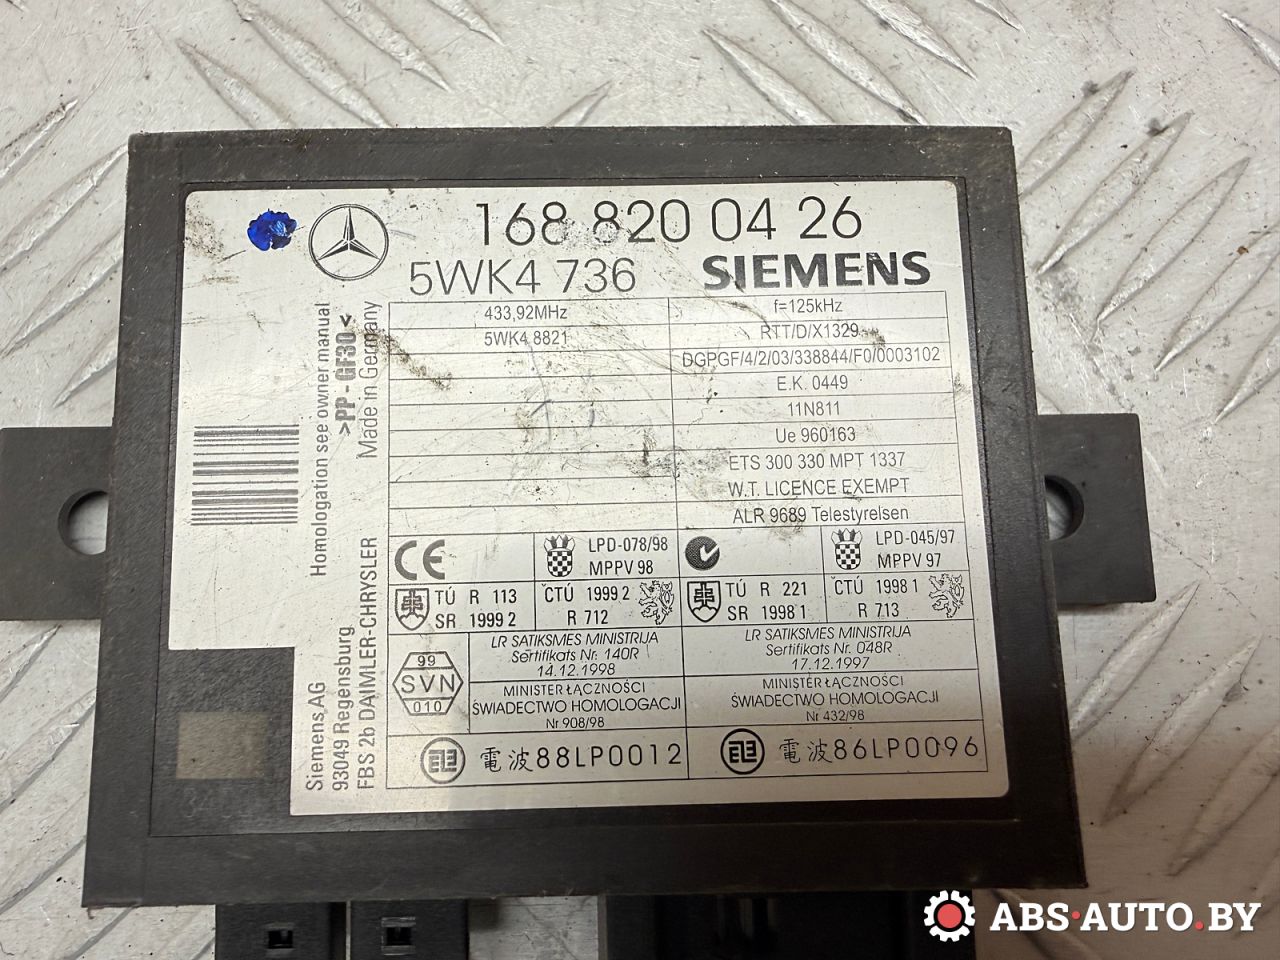 168 820 04 26
5WK4 736 SIEMENS
433,92MHz f=125kHz
5WK4 8821 RTT/D/X1329
DGPGF/4/2/03/338844/F0/0003102
E.K. 0449
11N811
Ue 960163
ETS 300 330 MPT 1337
W.T. LICENCE EXEMPT
ALR 9689 Telestyrelsen
CE LPD-078/98 LPD-045/97
MPPV 98 MPPV 97
TÚ R 113 ČTÚ 1999 2 TÚ R 221 ČTÚ 1998 1
SR 1999 2 R 712 SR 1998 1 R 713
LR SATIKSMES MINISTRIJA LR SATIKSMES MINISTRIJA
Sertifikats Nr. 140R Sertifikats Nr. 048R
14.12.1998 17.12.1997
99
SVN
010
MINISTER ŁĄCZNOŚCI MINISTER ŁĄCZNOŚCI
ŚWIADECTWO HOMOLOGACJI ŚWIADECTWO HOMOLOGACJI
Nr 908/98 Nr 432/98
電波88LP0012 電波86LP0096
Homologation see owner manual
>PP-GF30<
Made in Germany
Siemens AG
93049 Regensburg
FBS 2b DAIMLER-CHRYSLER
ABS·AUTO.BY